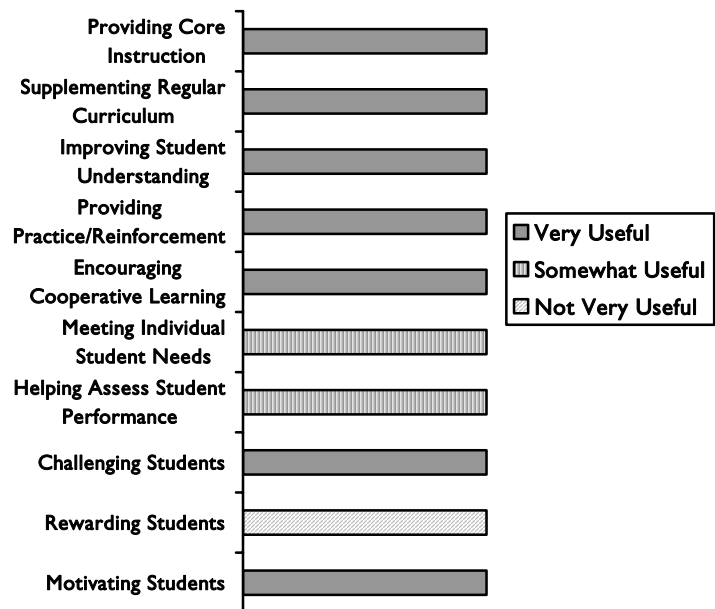 Providing Core
Instruction
Supplementing Regular
Curriculum
Improving Student
Understanding
Providing
Practice/Reinforcement
Encouraging
Cooperative Learning
Meeting Individual
Student Needs
Helping Assess Student
Performance
Challenging Students
Rewarding Students
Motivating Students
Very Useful
Somewhat Useful
Not Very Useful